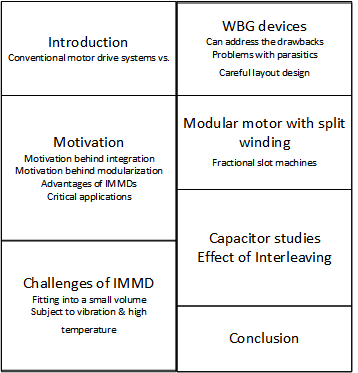 Introduction
Conventional motor drive systems vs.
Motivation
Motivation behind integration
Motivation behind modularization
Advantages of IMMDs
Critical applications
Challenges of IMMD
Fitting into a small volume
Subject to vibration & high
temperature
WBG devices
Can address the drawbacks
Problems with parasitics
Careful layout design
Modular motor with split
winding
Fractional slot machines
Capacitor studies
Effect of Interleaving
Conclusion